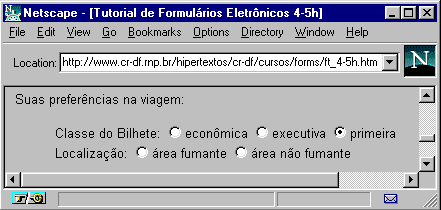 Netscape - [Tutorial de Formulários Eletrônicos 4-5h]
File Edit View Go Bookmarks Options Directory Window Help
Location: http://www.cr-df.rnp.br/hipertextos/cr-df/cursos/forms/ft_4-5h.htm N
Suas preferências na viagem:
Classe do Bilhete: econômica executiva primeira
Localização: área fumante área não fumante